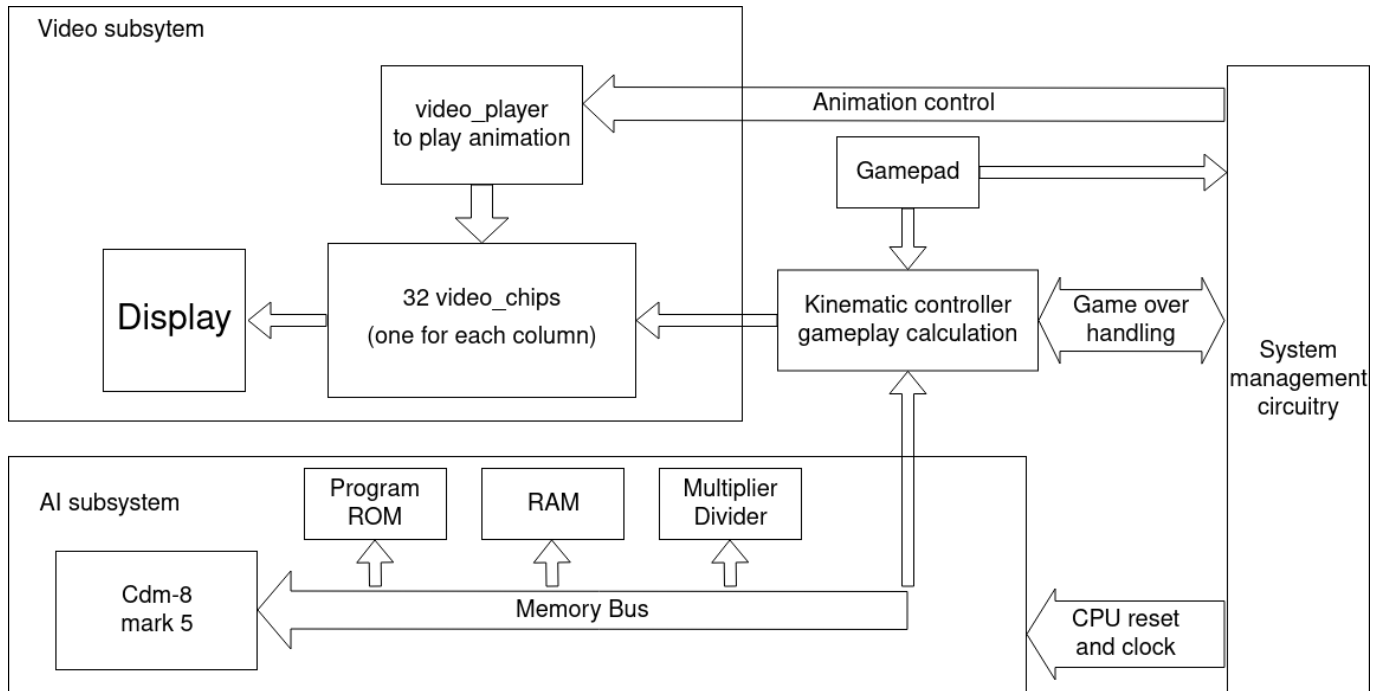 Video subsytem
video_player
to play animation
Animation control
Gamepad
Display
32 video_chips
(one for each column)
Kinematic controller
gameplay calculation
Game over
handling
System
management
circuitry
AI subsystem
Program
ROM
RAM
Multiplier
Divider
Cdm-8
mark 5
Memory Bus
CPU reset
and clock